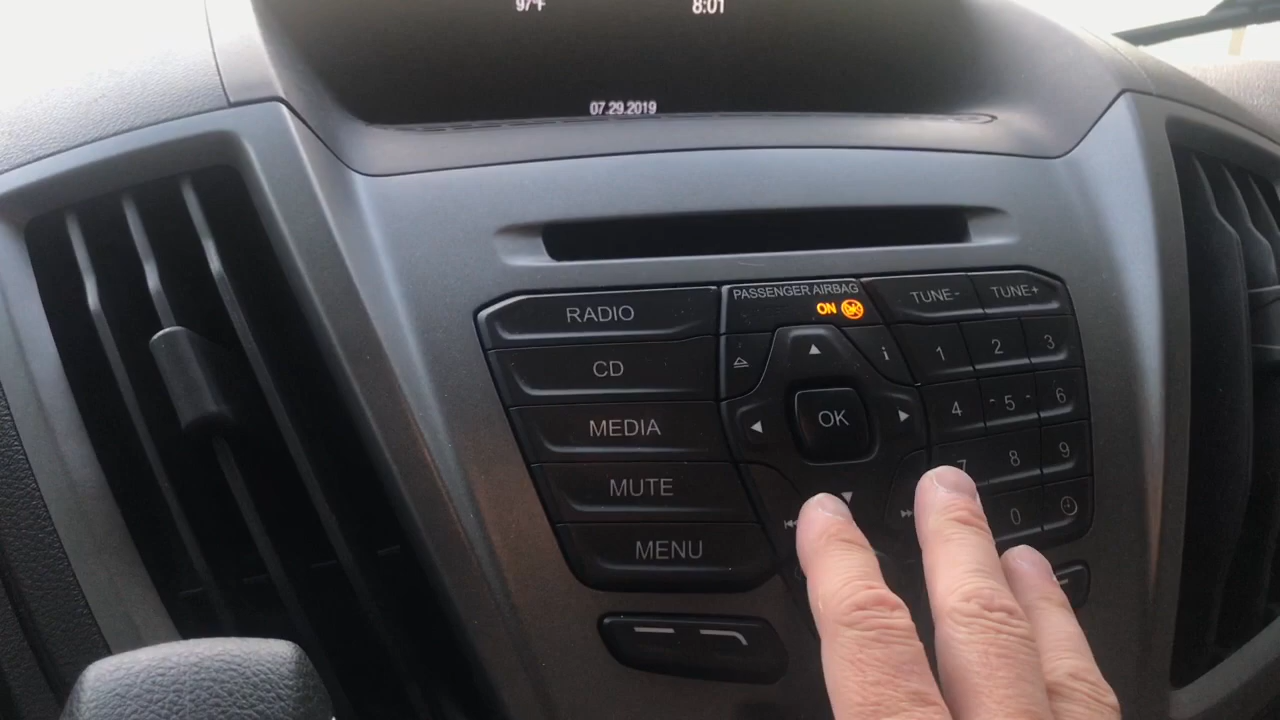 97°F
8:01
07.29.2019
RADIO
CD
MEDIA
MUTE
MENU
PASSENGER AIRBAG
ON
i
OK
TUNE-
TUNE+
1
2
3
4
5
6
7
8
9
0